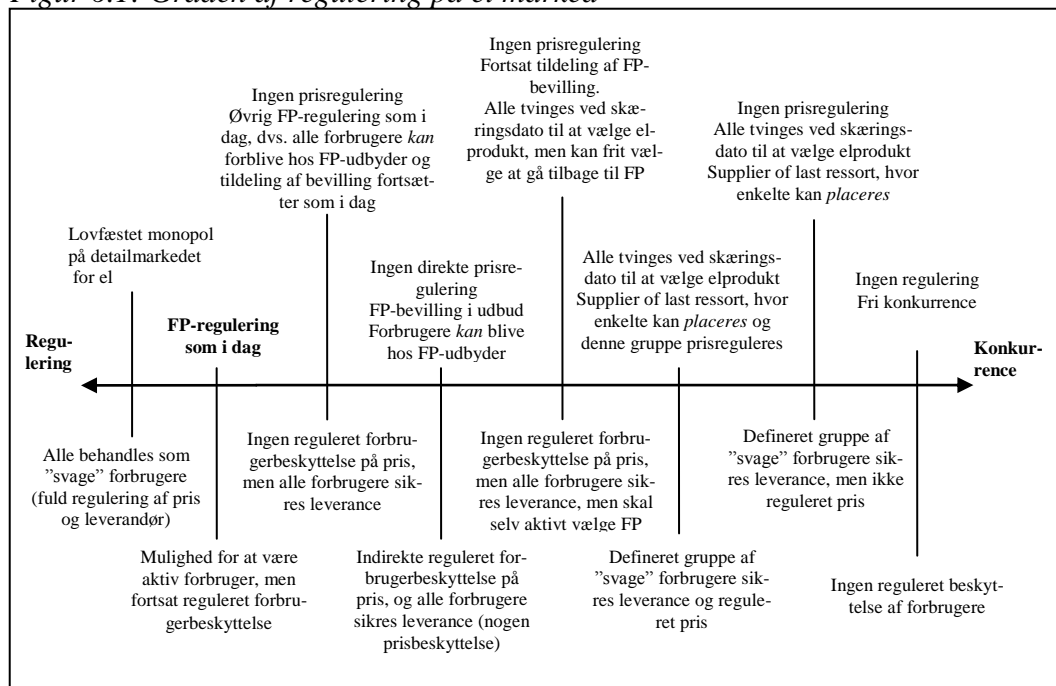 Figur 8.1: Graden af regulering på et marked
Ingen prisregulering
Øvrig FP-regulering som i
dag, dvs. alle forbrugere kan
forblive hos FP-udbyder og
tildeling af bevilling fortsæt-
ter som i dag
Ingen prisregulering
Fortsat tildeling af FP-
bevilling.
Alle tvinges ved skæ-
ringsdato til at vælge el-
produkt, men kan frit væl-
ge at gå tilbage til FP
Ingen prisregulering
Alle tvinges ved skærings-
dato til at vælge elprodukt
Supplier of last ressort, hvor
enkelte kan placeres
Lovfæstet monopol
på detailmarkedet
for el
FP-regulering
som i dag
Ingen direkte prisre-
gulering
FP-bevilling i udbud
Forbrugere kan blive
hos FP-udbyder
Alle tvinges ved skærings-
dato til at vælge elprodukt
Supplier of last ressort, hvor
enkelte kan placeres og
denne gruppe prisreguleres
Ingen regulering
Fri konkurrence
Regu-
lering
Konkur-
rence
Alle behandles som
”svage” forbrugere
(fuld regulering af pris
og leverandør)
Mulighed for at være
aktiv forbruger, men
fortsat reguleret forbru-
gerbeskyttelse
Ingen reguleret forbru-
gerbeskyttelse på pris,
men alle forbrugere sik-
res leverance
Indirekte reguleret for-
brugerbeskyttelse på
pris, og alle forbrugere
sikres leverance (nogen
prisbeskyttelse)
Ingen reguleret forbru-
gerbeskyttelse på pris,
men alle forbrugere sik-
res leverance, men skal
selv aktivt vælge FP
Defineret gruppe af
”svage” forbrugere sik-
res leverance og regule-
ret pris
Defineret gruppe af
”svage” forbrugere sik-
res leverance, men ikke
reguleret pris
Ingen reguleret beskyt-
telse af forbrugere